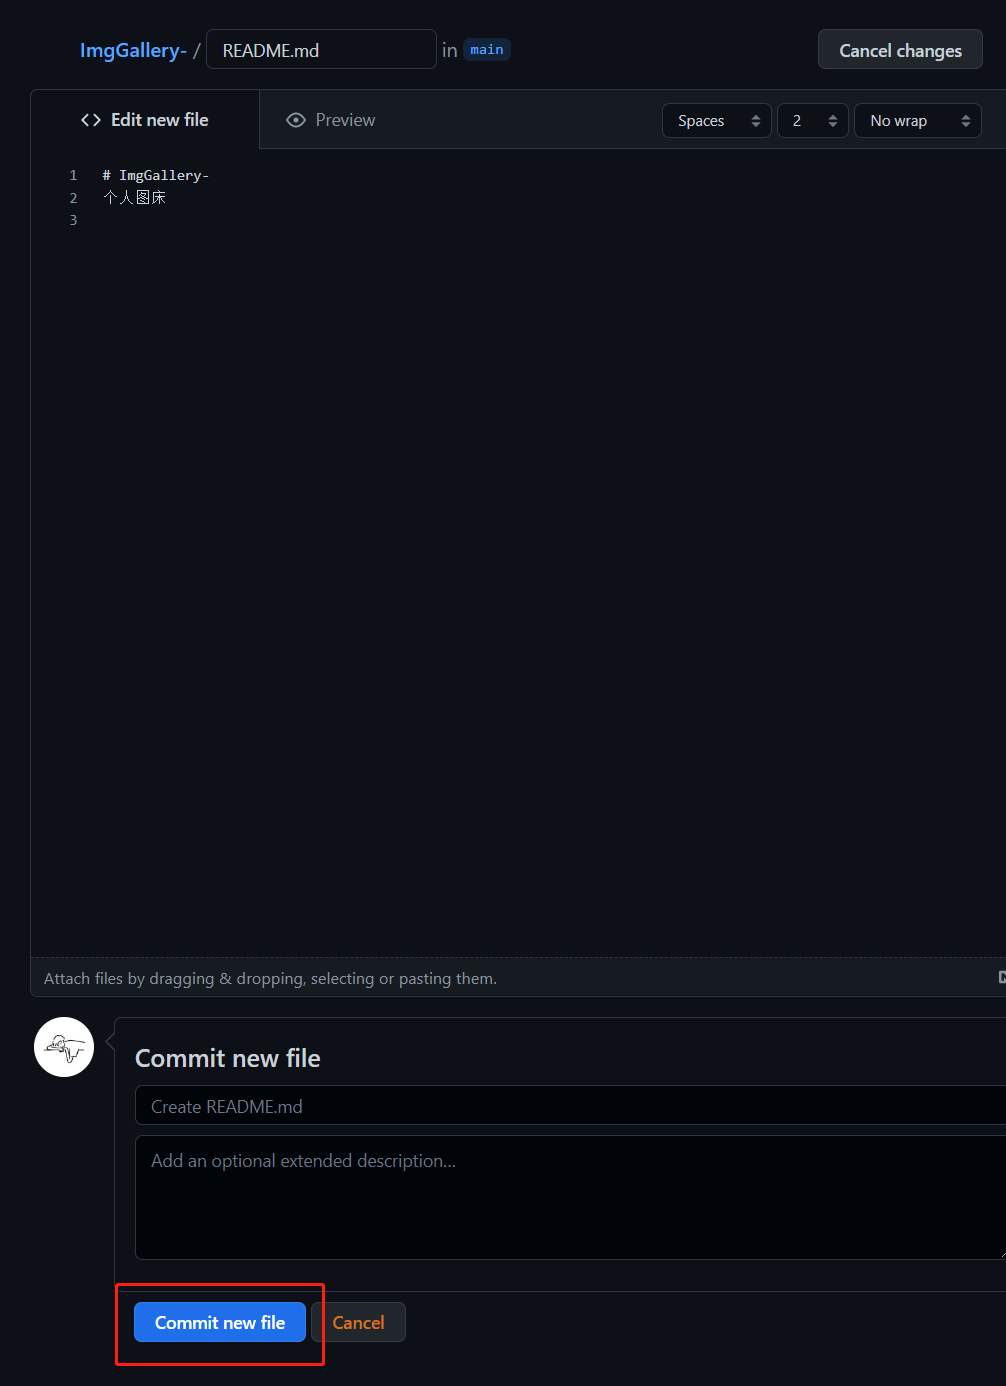 ImgGallery- / README.md in main Cancel changes
Edit new file Preview Spaces 2 No wrap
1 # ImgGallery-
2 个人图床
3
Attach files by dragging & dropping, selecting or pasting them.
Commit new file
Create README.md
Add an optional extended description...
Commit new file Cancel